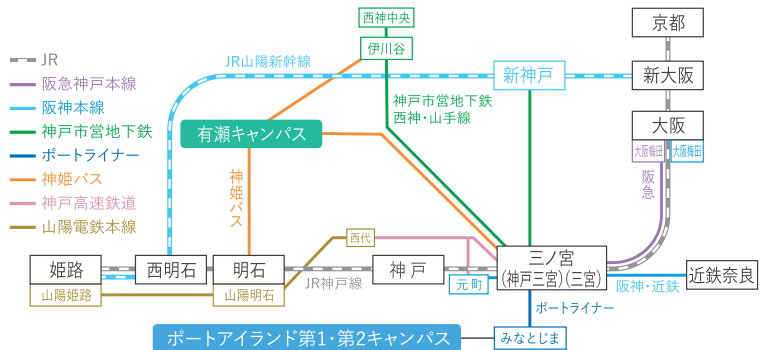 西神中央
伊川谷
京都
新大阪
大阪
大阪梅田
大阪梅田
JR
阪急神戸本線
阪神本線
神戸市営地下鉄
ポートライナー
神姫バス
神戸高速鉄道
山陽電鉄本線
JR山陽新幹線
新神戸
神戸市営地下鉄
西神・山手線
有瀬キャンパス
神姫バス
阪急
西代
姫路
山陽姫路
西明石
明石
山陽明石
JR神戸線
神戸
元町
三ノ宮
(神戸三宮)(三宮)
阪神・近鉄
近鉄奈良
ポートライナー
みなとじま
ポートアイランド第1・第2キャンパス